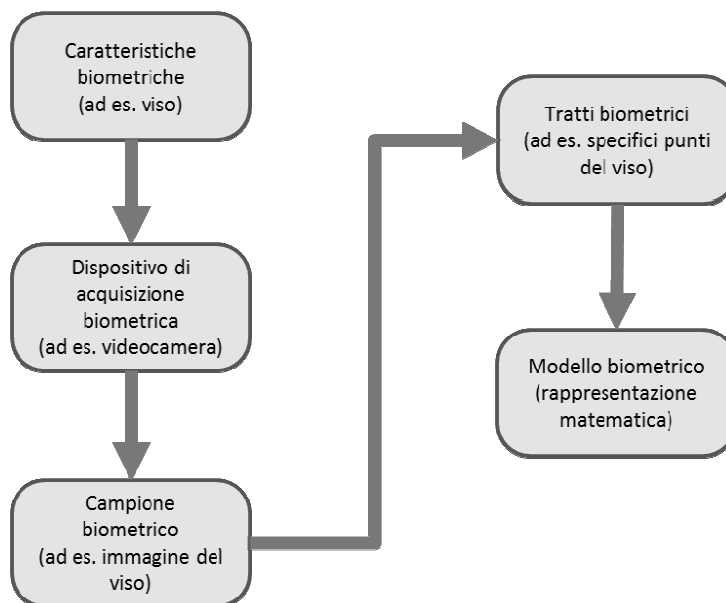 Caratteristiche
biometriche
(ad es. viso)
Dispositivo di
acquisizione
biometrica
(ad es. videocamera)
Campione
biometrico
(ad es. immagine del
viso)
Tratti biometrici
(ad es. specifici punti
del viso)
Modello biometrico
(rappresentazione
matematica)